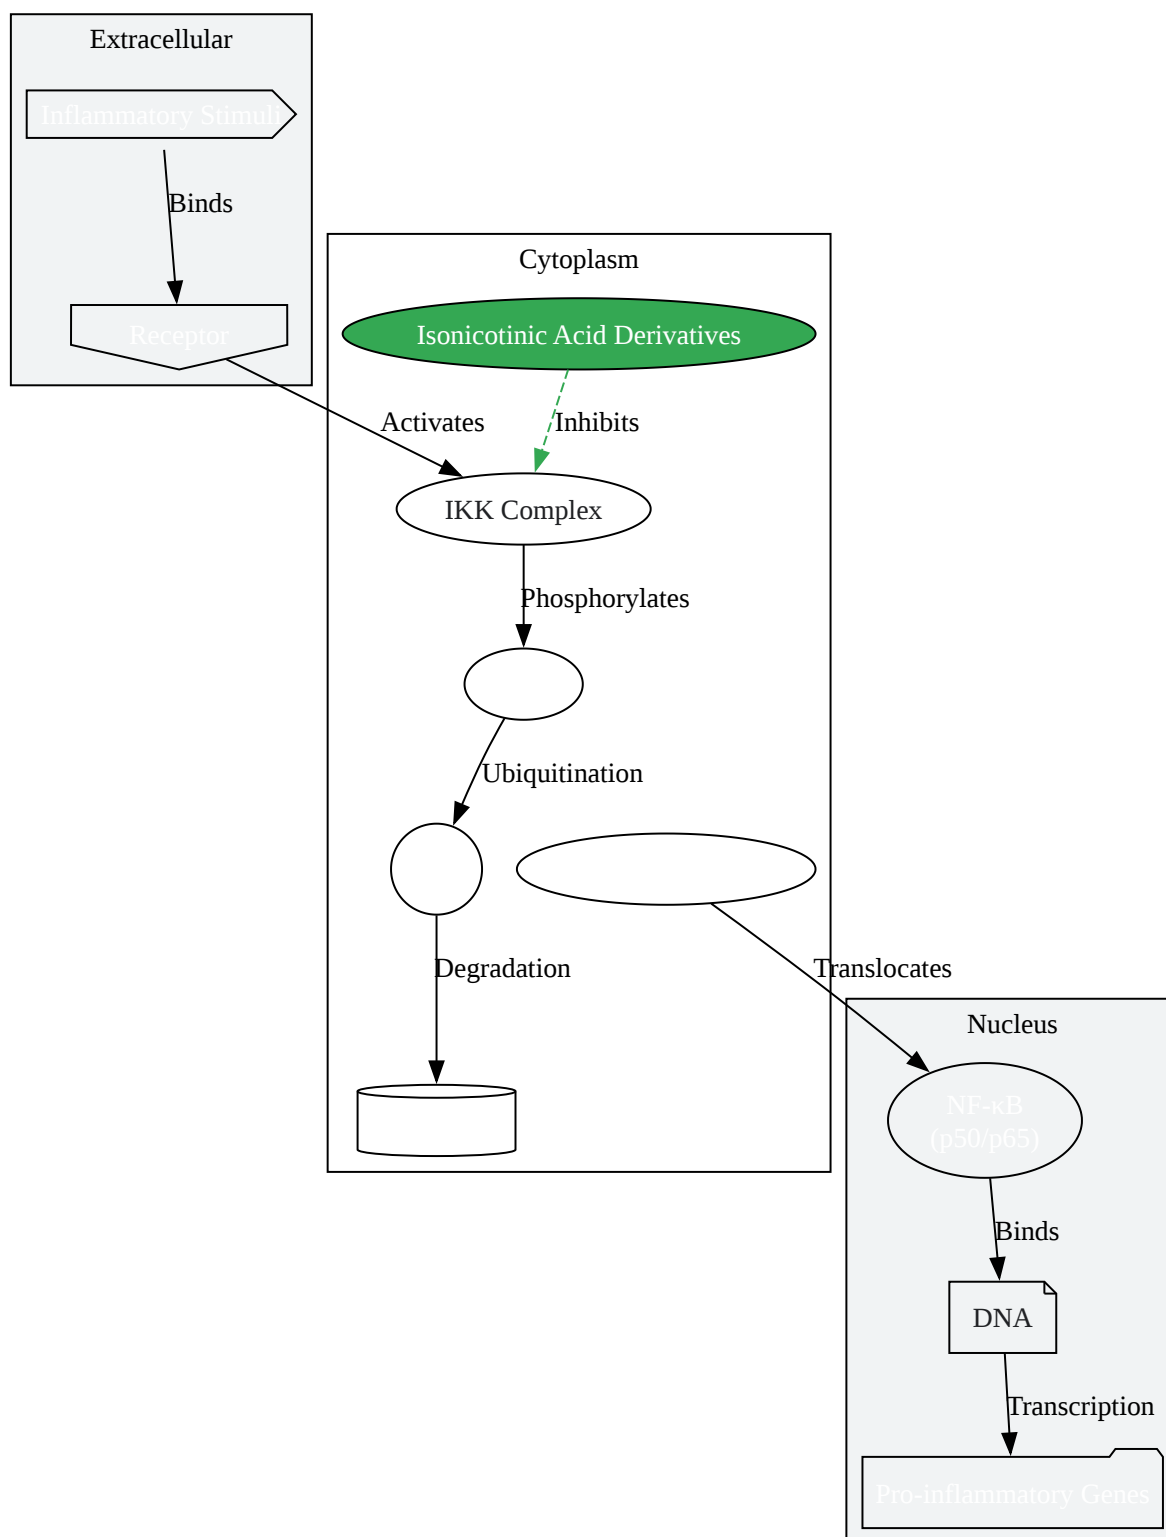 Extracellular
Inflammatory Stimuli
Binds
Receptor
Cytoplasm
Isonicotinic Acid Derivatives
Activates
Inhibits
IKK Complex
Phosphorylates
Ubiquitination
Degradation
Translocates
Nucleus
NF-κB
(p50/p65)
Binds
DNA
Transcription
Pro-inflammatory Genes